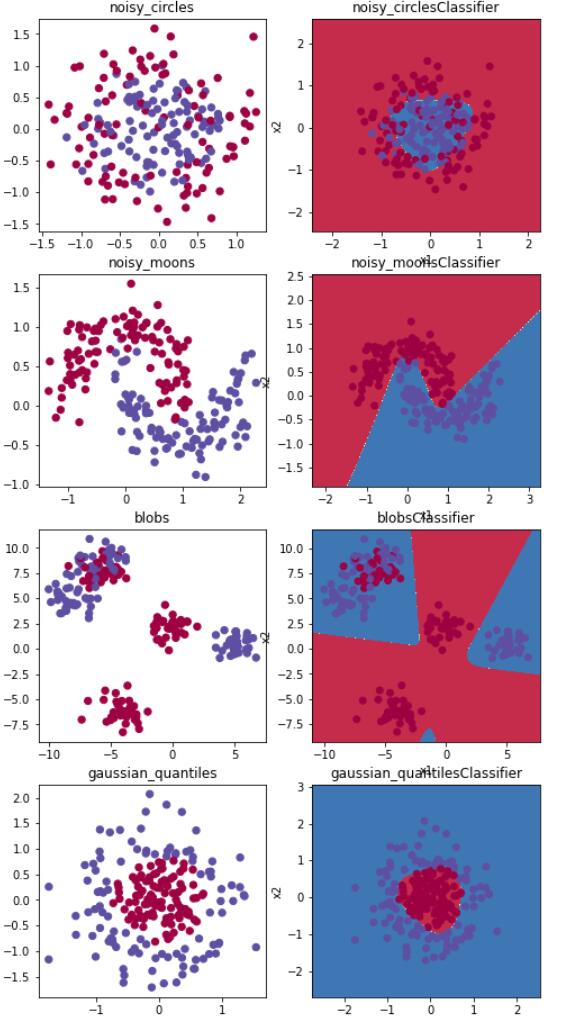 noisy_circles
noisy_circlesClassifier
1.5
1.0
0.5
0.0
−0.5
−1.0
−1.5
−1.5 −1.0 −0.5 0.0 0.5 1.0
x2
2
1
0
−1
−2
−2 −1 0 1 2
x1
noisy_moons
noisy_moonsClassifier
1.5
1.0
0.5
0.0
−0.5
−1.0
−1 0 1 2
x2
2.5
2.0
1.5
1.0
0.5
0.0
−0.5
−1.0
−1.5
−2 −1 0 1 2 3
x1
blobs
blobsClassifier
10.0
7.5
5.0
2.5
0.0
−2.5
−5.0
−7.5
−10 −5 0 5
x2
10.0
7.5
5.0
2.5
0.0
−2.5
−5.0
−7.5
−10 −5 0 5
x1
gaussian_quantiles
gaussian_quantilesClassifier
2.0
1.5
1.0
0.5
0.0
−0.5
−1.0
−1.5
−1 0 1
x2
3
2
1
0
−1
−2
−2 −1 0 1 2